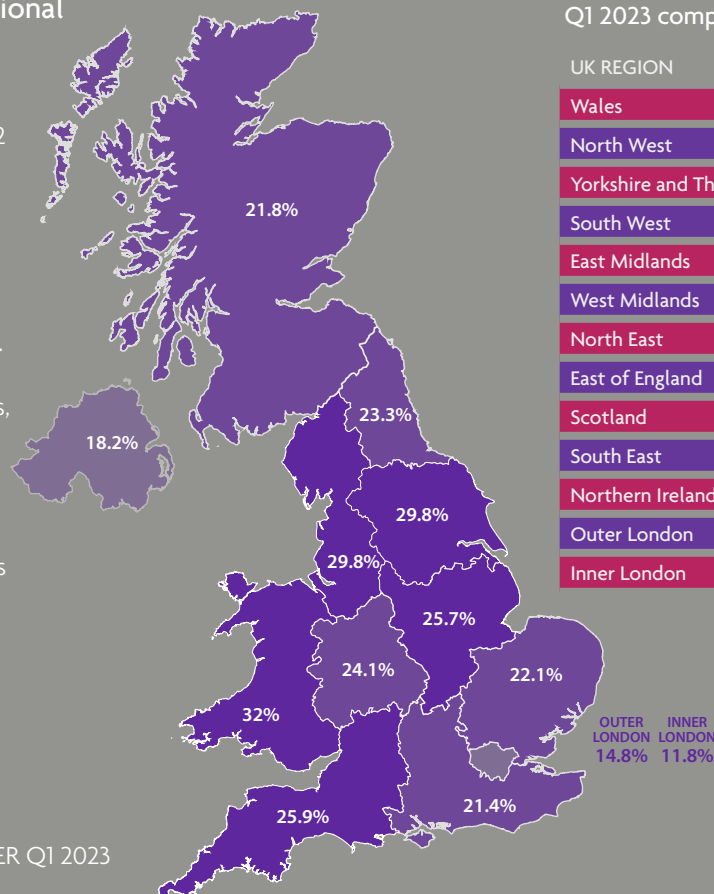 ional
Q1 2023 comp
UK REGION
Wales
North West
Yorkshire and Th
South West
East Midlands
West Midlands
North East
East of England
Scotland
South East
Northern Ireland
Outer London
Inner London
2
s,
s
21.8%
18.2%
23.3%
29.8%
29.8%
25.7%
24.1%
22.1%
32%
25.9%
21.4%
OUTER LONDON 14.8%
INNER LONDON 11.8%
ER Q1 2023